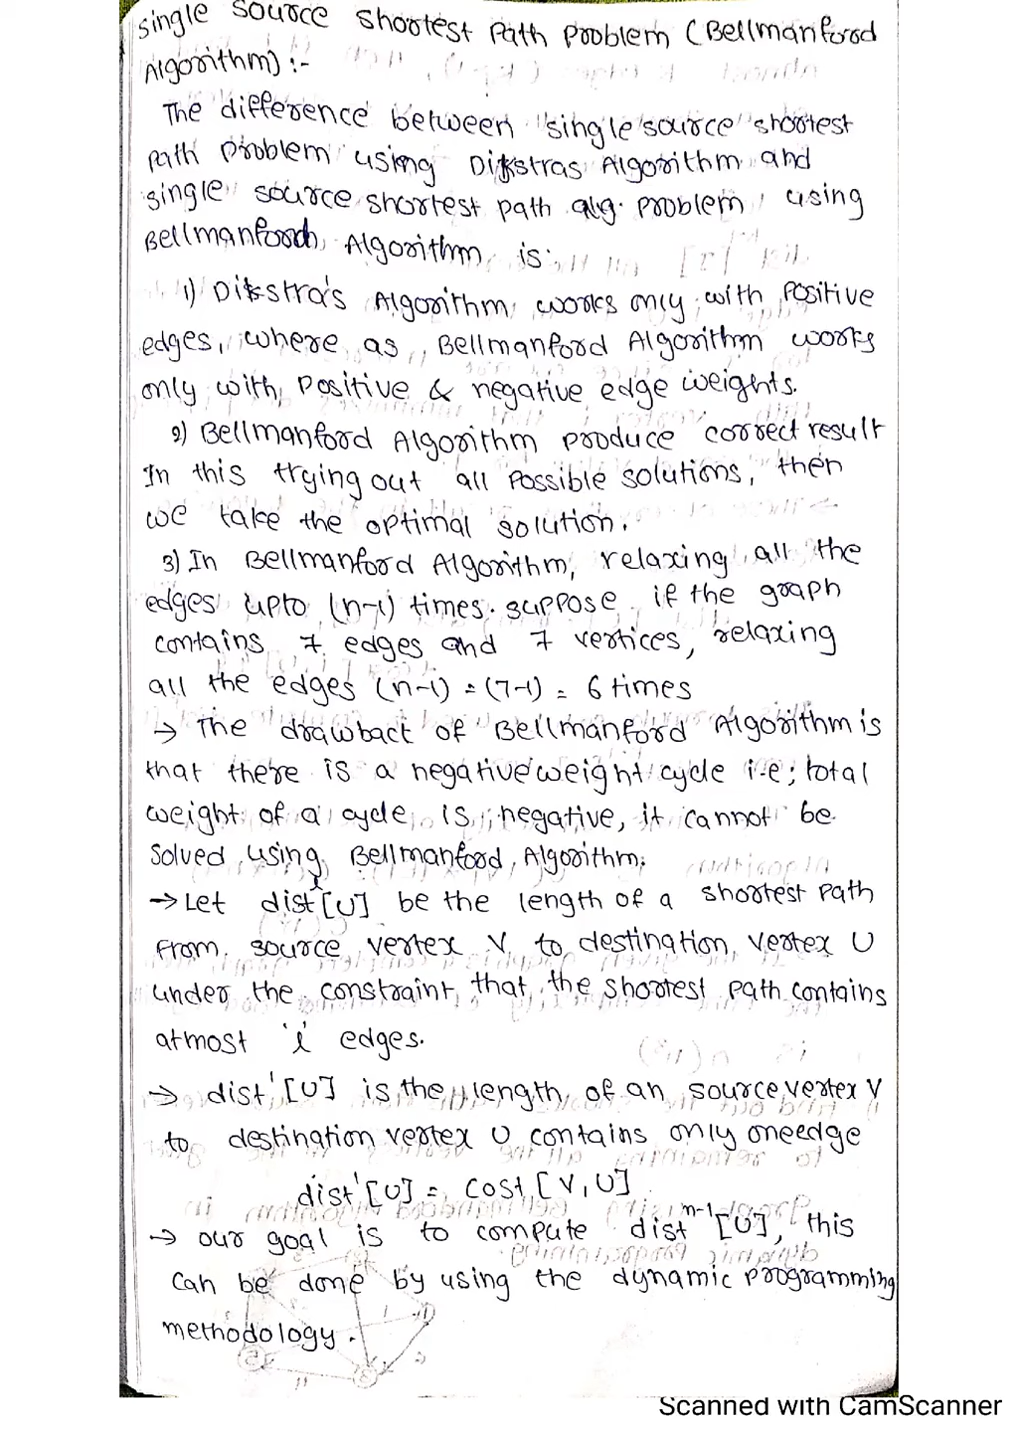 single source shortest path problem (Bellmanford
Algorithm) :-
The difference between single source shortest
path problem using Dikstras Algorithm and
single source shortest path alg. problem using
Bellmanford Algorithm is:
1) Dikstra's Algorithm works only with positive
edges, where as Bellmanford Algorithm works
only with positive & negative edge weights.
2) Bellmanford Algorithm produce correct result
In this trying out all possible solutions, then
we take the optimal solution.
3) In Bellmanford Algorithm, relaxing all the
edges upto (n-1) times. suppose if the graph
contains 7 edges and 7 vertices, relaxing
all the edges (n-1) = (7-1) = 6 times
→ The drawback of Bellmanford Algorithm is
that there is a negative weight cycle i.e; total
weight of a cycle is negative, it cannot be
solved using Bellmanford Algorithm.
→ Let dist^l[U] be the length of a shortest path
from source vertex V to destination vertex U
under the constraint that the shortest path contains
atmost 'l' edges.
→ dist'[U] is the length of an source vertex V
to destination vertex U contains only oneedge
dist'[U] = Cost [V,U]
→ our goal is to compute dist^n-1[U], this
can be done by using the dynamic programming
methodology.
Scanned with CamScanner